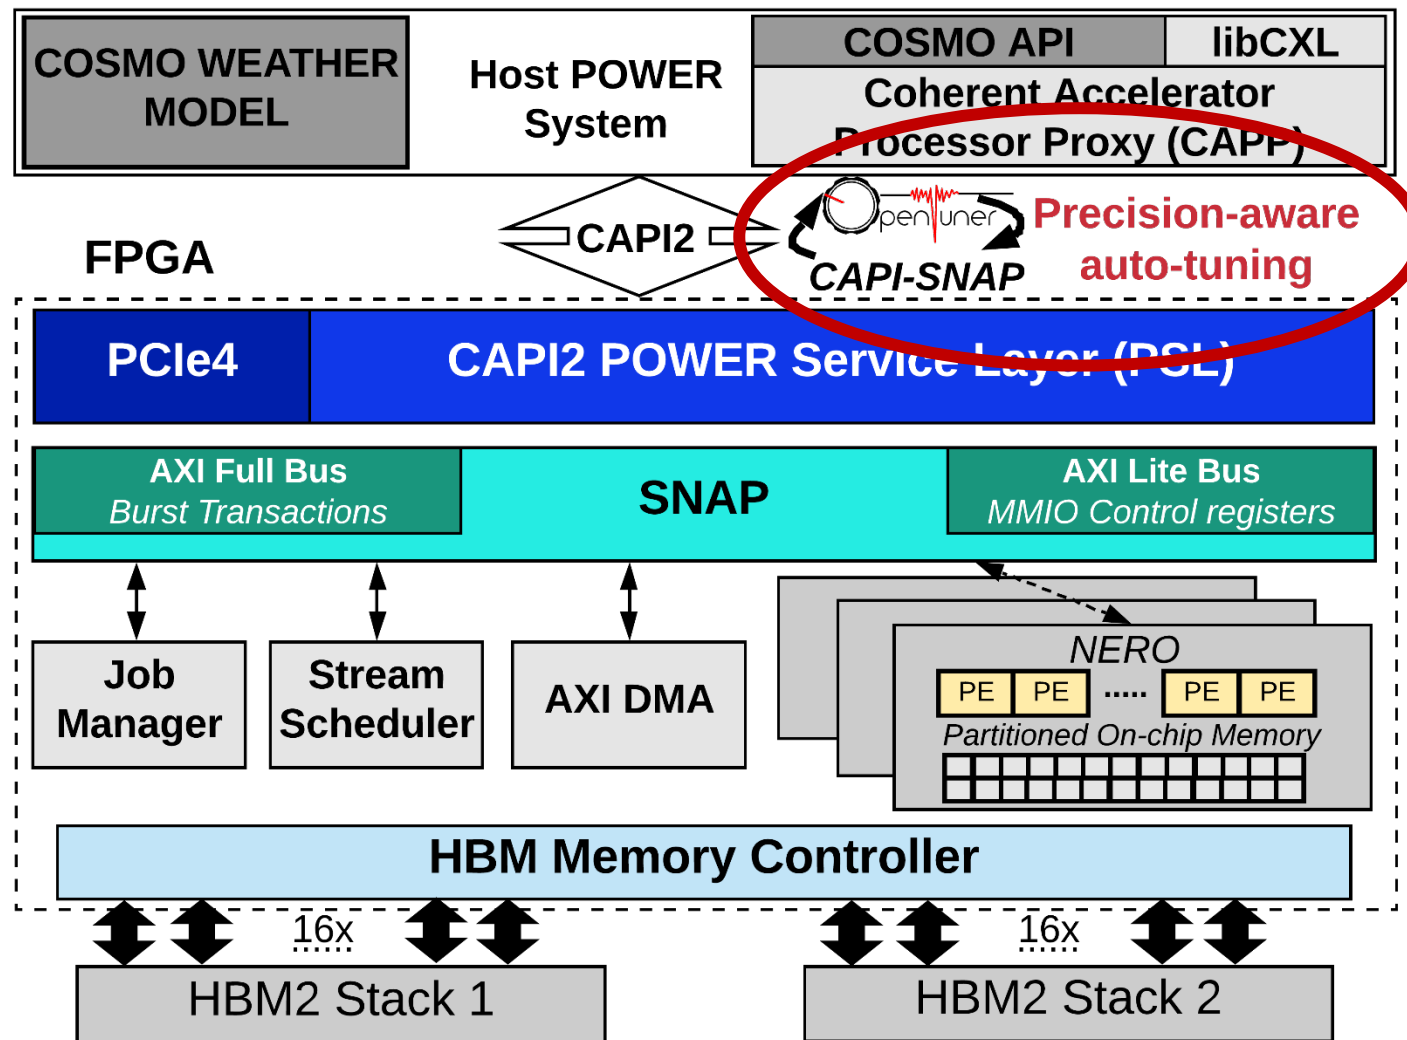 COSMO WEATHER
MODEL
Host POWER
System
COSMO API
libCXL
Coherent Accelerator
Processor Proxy (CAPP)
CAPI2
OpenTuner
CAPI-SNAP
Precision-aware
auto-tuning
FPGA
PCIe4
CAPI2 POWER Service Layer (PSL)
AXI Full Bus
Burst Transactions
SNAP
AXI Lite Bus
MMIO Control registers
Job
Manager
Stream
Scheduler
AXI DMA
NERO
PE PE ..... PE PE
Partitioned On-chip Memory
HBM Memory Controller
16x
16x
HBM2 Stack 1
HBM2 Stack 2